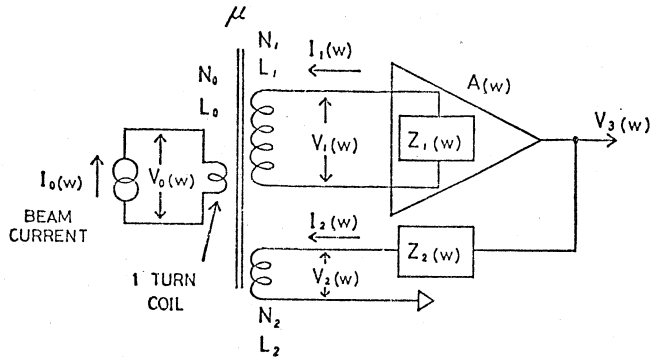 μ
N₁
L₁
I₁(w)
A(w)
N₀
L₀
V₁(w)
Z₁(w)
V₃(w)
I₀(w)
V₀(w)
BEAM
CURRENT
I₂(w)
V₂(w)
Z₂(w)
1 TURN
COIL
N₂
L₂